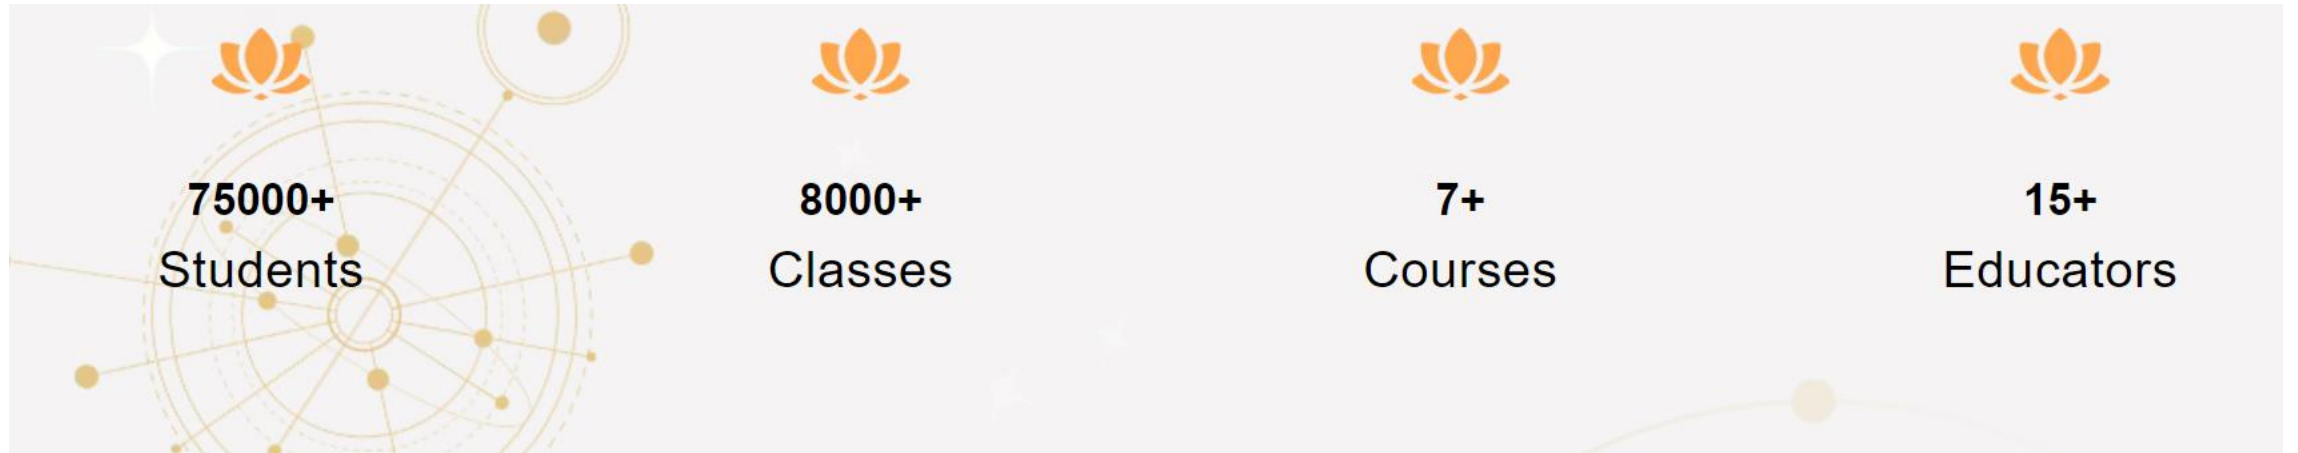 75000+
Students
8000+
Classes
7+
Courses
15+
Educators